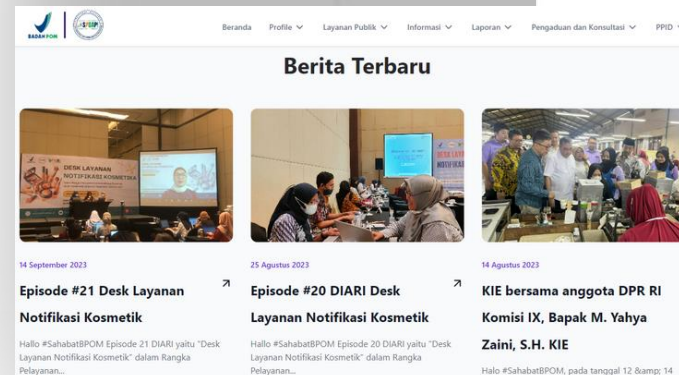 BADAN POM
Beranda Profile Layanan Publik Informasi Laporan Pengaduan dan Konsultasi PPID
Berita Terbaru
DESK LAYANAN
NOTIFIKASI KOSMETIKA
14 September 2023
Episode #21 Desk Layanan
Notifikasi Kosmetik
Hallo #SahabatBPOM Episode 21 DIARI yaitu "Desk
Layanan Notifikasi Kosmetik" dalam Rangka
Pelayanan...
25 Agustus 2023
Episode #20 DIARI Desk
Layanan Notifikasi Kosmetik
Hallo #SahabatBPOM Episode 20 DIARI yaitu "Desk
Layanan Notifikasi Kosmetik" dalam Rangka
Pelayanan...
14 Agustus 2023
KIE bersama anggota DPR RI
Komisi IX, Bapak M. Yahya
Zaini, S.H. KIE
Halo #SahabatBPOM, pada tanggal 12 &amp; 14